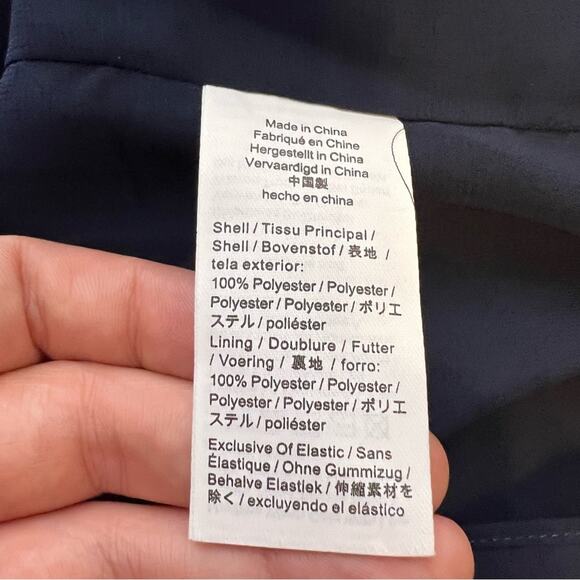 Made in China
Fabriqué en Chine
Hergestellt in China
Vervaardigd in China
中国製
hecho en china
Shell / Tissu Principal /
Shell / Bovenstof / 表地 /
tela exterior:
100% Polyester / Polyester /
Polyester / Polyester / ポリエ
ステル / poliéster
Lining / Doublure / Futter
/ Voering / 裏地 / forro:
100% Polyester / Polyester /
Polyester / Polyester / ポリエ
ステル / poliéster
Exclusive Of Elastic / Sans
Élastique / Ohne Gummizug /
Behalve Elastiek / 伸縮素材を
除く / excluyendo el elástico